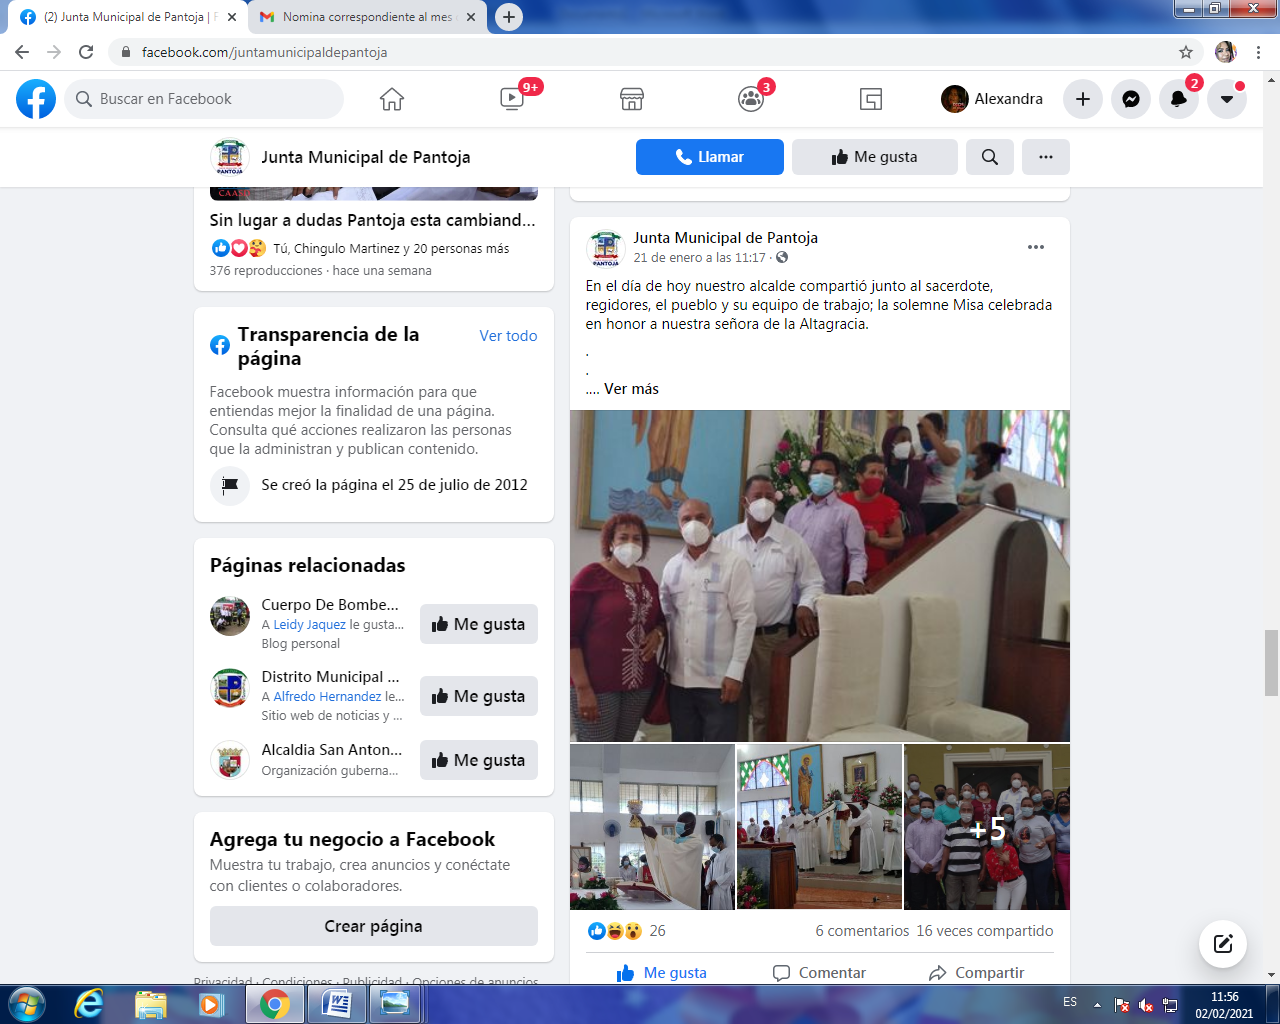 (2) Junta Municipal de Pantoja | F
Nomina correspondiente al mes
facebook.com/juntamunicipaldepantoja
Buscar en Facebook
9+
3
Alexandra
2
Junta Municipal de Pantoja
Llamar
Me gusta
PANTOJA
CAASD
Sin lugar a dudas Pantoja esta cambiand...
Tú, Chingulo Martinez y 20 personas más
376 reproducciones · hace una semana
Transparencia de la
página
Ver todo
Facebook muestra información para que
entiendas mejor la finalidad de una página.
Consulta qué acciones realizaron las personas
que la administran y publican contenido.
Se creó la página el 25 de julio de 2012
Páginas relacionadas
Cuerpo De Bombe...
A Leidy Jaquez le gusta...
Blog personal
Me gusta
Distrito Municipal ...
A Alfredo Hernandez le...
Sitio web de noticias y ...
Me gusta
Alcaldia San Anton...
Organización guberna...
Me gusta
Agrega tu negocio a Facebook
Muestra tu trabajo, crea anuncios y conéctate
con clientes o colaboradores.
Crear página
Privacidad · Condiciones · Publicidad · Opciones de anuncios
PANTOJA
Junta Municipal de Pantoja
21 de enero a las 11:17 ·
En el día de hoy nuestro alcalde compartió junto al sacerdote,
regidores, el pueblo y su equipo de trabajo; la solemne Misa celebrada
en honor a nuestra señora de la Altagracia.
.
.
.... Ver más
+5
26
6 comentarios 16 veces compartido
Me gusta
Comentar
Compartir
ES
11:56
02/02/2021